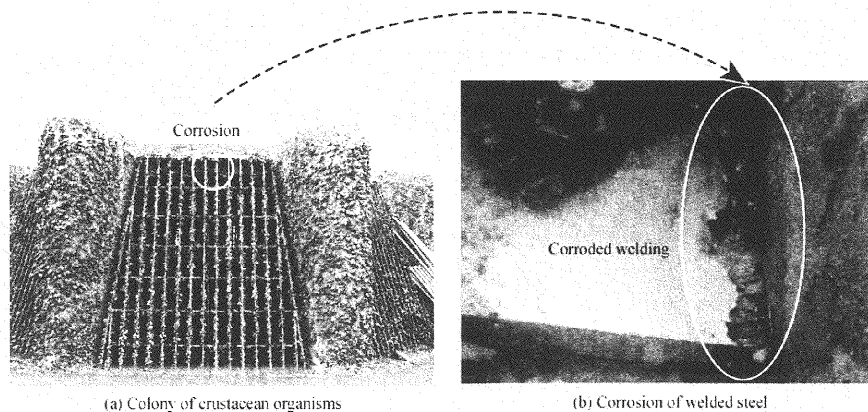 Corrosion
Corroded welding
(a) Colony of crustacean organisms
(b) Corrosion of welded steel